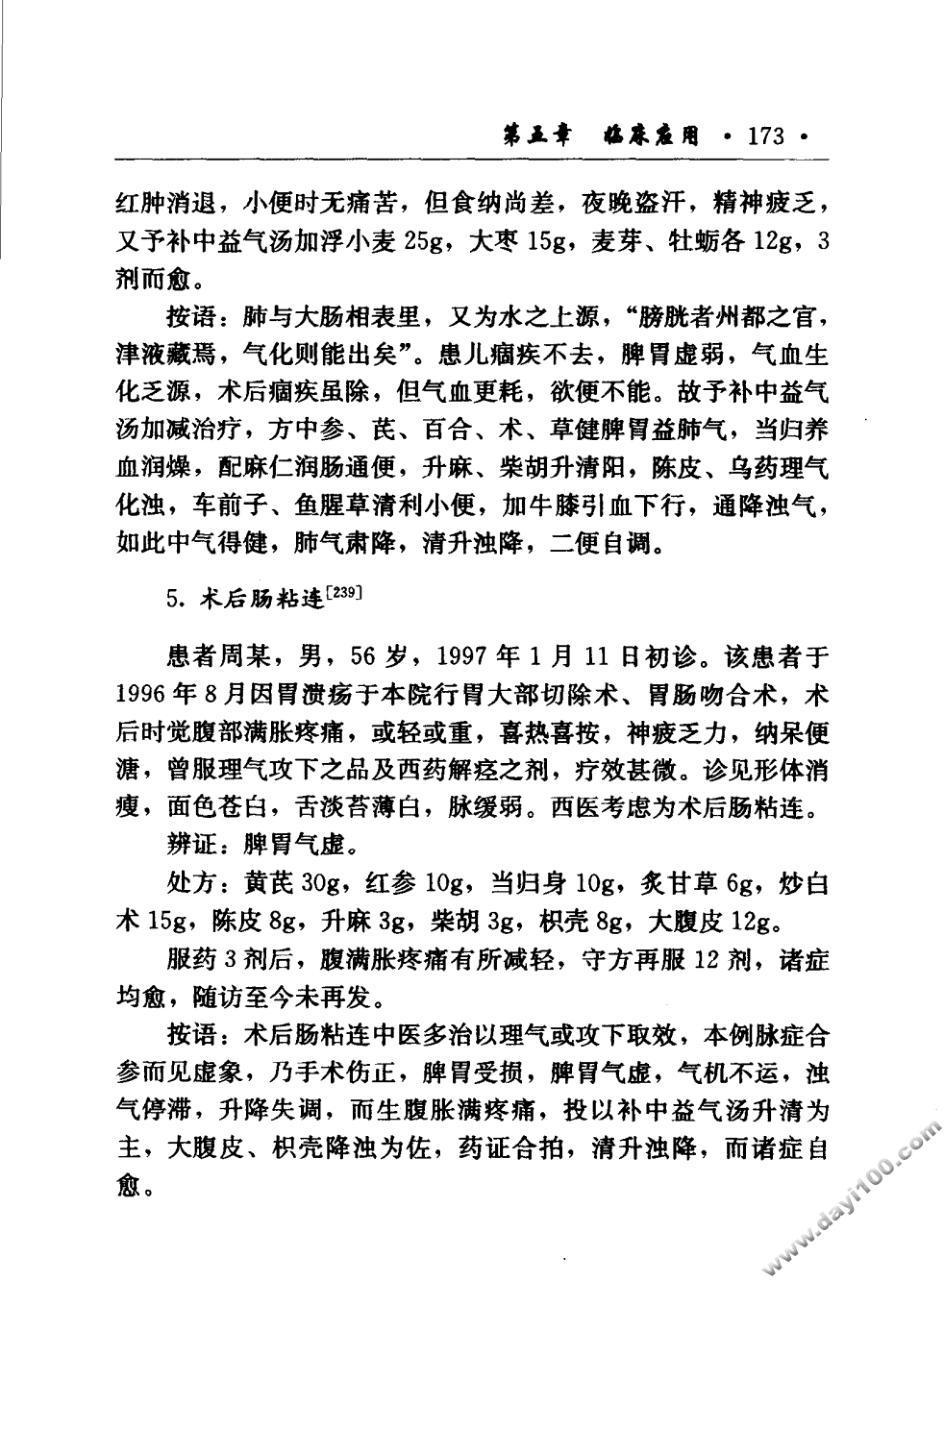 第五章 临床应用 · 173 ·
红肿消退，小便时无痛苦，但食纳尚差，夜晚盗汗，精神疲乏，
又予补中益气汤加浮小麦 25g，大枣 15g，麦芽、牡蛎各 12g，3
剂而愈。
按语：肺与大肠相表里，又为水之上源，“膀胱者州都之官，
津液藏焉，气化则能出矣”。患儿痼疾不去，脾胃虚弱，气血生
化乏源，术后痼疾虽除，但气血更耗，欲便不能。故予补中益气
汤加减治疗，方中参、芪、百合、术、草健脾胃益肺气，当归养
血润燥，配麻仁润肠通便，升麻、柴胡升清阳，陈皮、乌药理气
化浊，车前子、鱼腥草清利小便，加牛膝引血下行，通降浊气，
如此中气得健，肺气肃降，清升浊降，二便自调。
5. 术后肠粘连[239]
患者周某，男，56 岁，1997 年 1 月 11 日初诊。该患者于
1996 年 8 月因胃溃疡于本院行胃大部切除术、胃肠吻合术，术
后时觉腹部满胀疼痛，或轻或重，喜热喜按，神疲乏力，纳呆便
溏，曾服理气攻下之品及西药解痉之剂，疗效甚微。诊见形体消
瘦，面色苍白，舌淡苔薄白，脉缓弱。西医考虑为术后肠粘连。
辨证：脾胃气虚。
处方：黄芪 30g，红参 10g，当归身 10g，炙甘草 6g，炒白
术 15g，陈皮 8g，升麻 3g，柴胡 3g，枳壳 8g，大腹皮 12g。
服药 3 剂后，腹满胀疼痛有所减轻，守方再服 12 剂，诸症
均愈，随访至今未再发。
按语：术后肠粘连中医多治以理气或攻下取效，本例脉症合
参而见虚象，乃手术伤正，脾胃受损，脾胃气虚，气机不运，浊
气停滞，升降失调，而生腹胀满疼痛，投以补中益气汤升清为
主，大腹皮、枳壳降浊为佐，药证合拍，清升浊降，而诸症自
愈。
www.dayi100.com